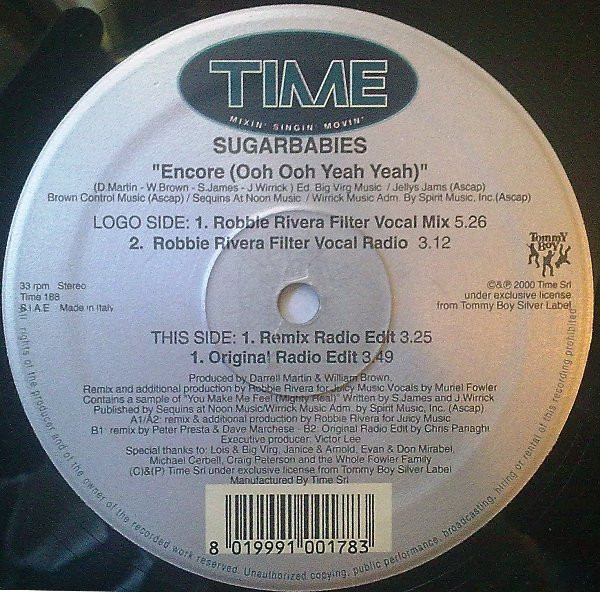 TIME
MIXIN' SINGIN' MOVIN'
SUGARBABIES
"Encore (Ooh Ooh Yeah Yeah)"
(D.Martin - W.Brown - S.James - J Wirrick ) Ed. Big Virg Music / Jellys Jams (Ascap)
Brown Control Music (Ascap) / Sequins At Noon Music / Wirrick Music Adm. By Spirit Music, Inc.(Ascap)
LOGO SIDE: 1. Robbie Rivera Filter Vocal Mix 5.26
2. Robbie Rivera Filter Vocal Radio 3.12
TOMMY BOY
33 rpm Stereo
Time 188
S.I.A.E Made in Italy
©&℗ 2000 Time Srl
under exclusive license
from Tommy Boy Silver Label
THIS SIDE: 1. Remix Radio Edit 3.25
1. Original Radio Edit 3.49
Produced by Darrell Martin & William Brown.
Remix and additional production by Robbie Rivera for Juicy Music Vocals by Muriel Fowler
Contains a sample of "You Make Me Feel (Mighty Real)" Written by S James and J Wirrick
Published by Sequins at Noon Music/Wirrick Music Adm. by Spirit Music, Inc. (Ascap)
A1/A2: remix & additional production by Robbie Rivera for Juicy Music
B1: remix by Peter Presta & Dave Marchese - B2. Original Radio Edit by Chris Panaghi
Executive producer: Victor Lee
Special thanks to: Lois & Big Virg, Janice & Arnold, Evan & Don Mirabel,
Michael Cerbell, Craig Peterson and the Whole Fowler Family
(C)&(P) Time Srl under exclusive license from Tommy Boy Silver Label
Manufactured By Time Srl
8 019991 001783
All rights of the producer and of the owner of the recorded work reserved. Unauthorized copying, public performance, broadcasting, hiring or rental of this recording prohibited